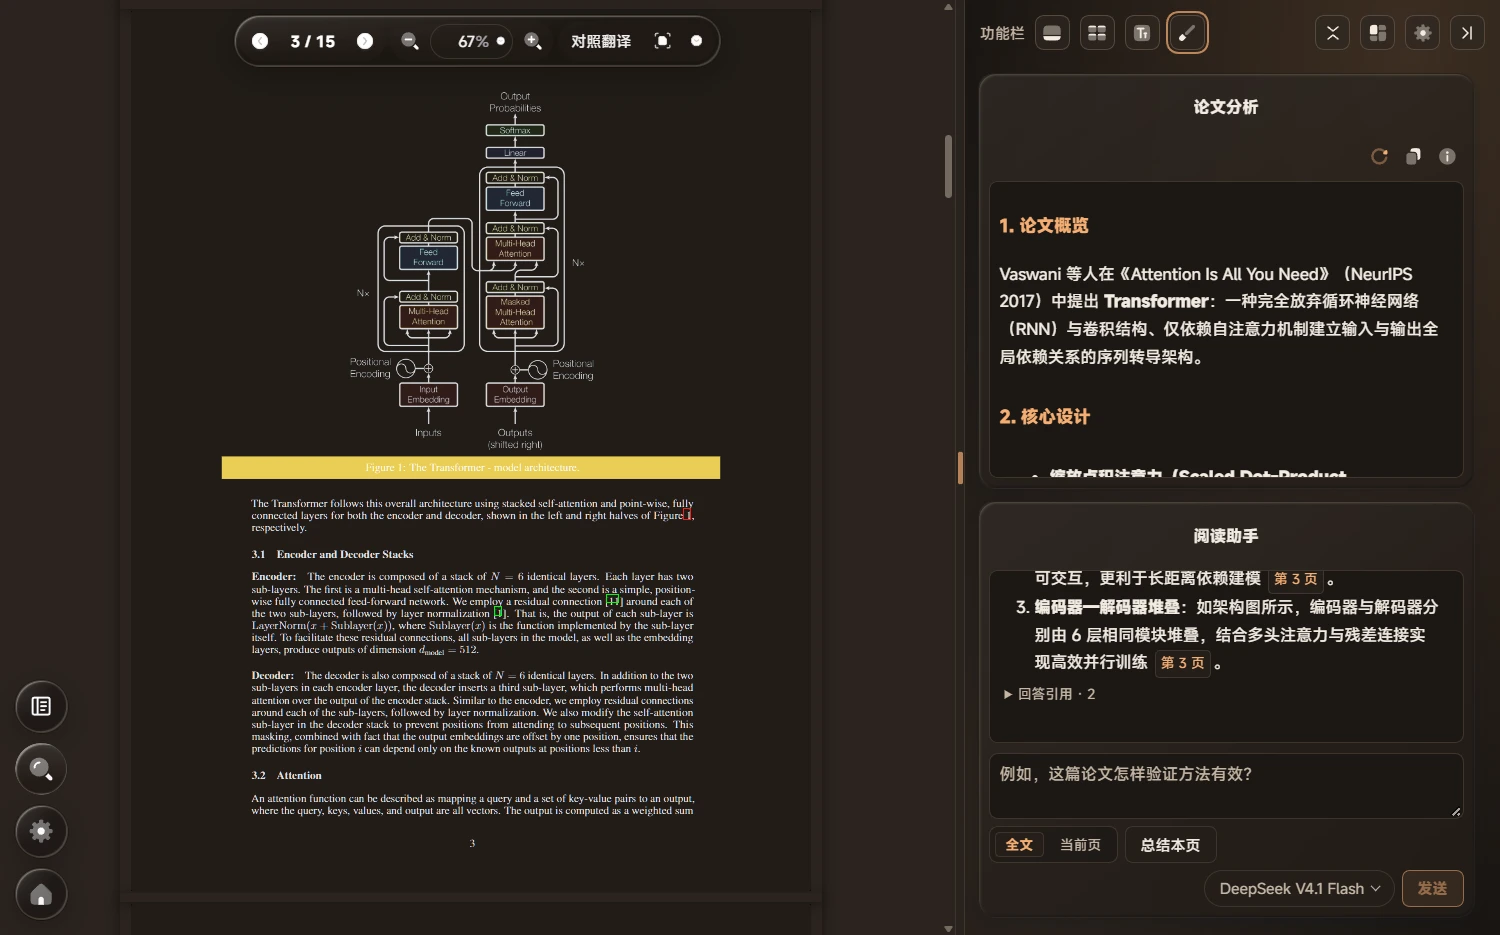 3 / 15
67%
对照翻译
Output
Probabilities
Softmax
Linear
Add & Norm
Feed
Forward
Add & Norm
Multi-Head
Attention
Add & Norm
Feed
Forward
Nx
Add & Norm
Masked
Multi-Head
Attention
Nx
Add & Norm
Multi-Head
Attention
Positional
Encoding
Positional
Encoding
Input
Embedding
Output
Embedding
Inputs
Outputs
(shifted right)
Figure 1: The Transformer - model architecture.
The Transformer follows this overall architecture using stacked self-attention and point-wise, fully
connected layers for both the encoder and decoder, shown in the left and right halves of Figure 1,
respectively.
3.1 Encoder and Decoder Stacks
Encoder: The encoder is composed of a stack of N = 6 identical layers. Each layer has two
sub-layers. The first is a multi-head self-attention mechanism, and the second is a simple, position-
wise fully connected feed-forward network. We employ a residual connection [11] around each of
the two sub-layers, followed by layer normalization [1]. That is, the output of each sub-layer is
LayerNorm(x + Sublayer(x)), where Sublayer(x) is the function implemented by the sub-layer
itself. To facilitate these residual connections, all sub-layers in the model, as well as the embedding
layers, produce outputs of dimension dmodel = 512.
Decoder: The decoder is also composed of a stack of N = 6 identical layers. In addition to the two
sub-layers in each encoder layer, the decoder inserts a third sub-layer, which performs multi-head
attention over the output of the encoder stack. Similar to the encoder, we employ residual connections
around each of the sub-layers, followed by layer normalization. We also modify the self-attention
sub-layer in the decoder stack to prevent positions from attending to subsequent positions. This
masking, combined with fact that the output embeddings are offset by one position, ensures that the
predictions for position i can depend only on the known outputs at positions less than i.
3.2 Attention
An attention function can be described as mapping a query and a set of key-value pairs to an output,
where the query, keys, values, and output are all vectors. The output is computed as a weighted sum
3
功能栏
论文分析
1. 论文概览
Vaswani 等人在《Attention Is All You Need》（NeurIPS
2017）中提出 Transformer：一种完全放弃循环神经网络
（RNN）与卷积结构、仅依赖自注意力机制建立输入与输出全
局依赖关系的序列转导架构。
2. 核心设计
• 缩放点积注意力（Scaled Dot-Product
阅读助手
可交互，更利于长距离依赖建模 第 3 页 。
3. 编码器—解码器堆叠：如架构图所示，编码器与解码器分
别由 6 层相同模块堆叠，结合多头注意力与残差连接实
现高效并行训练 第 3 页 。
▶ 回答引用 · 2
例如，这篇论文怎样验证方法有效？
全文 当前页 总结本页
DeepSeek V4.1 Flash
发送